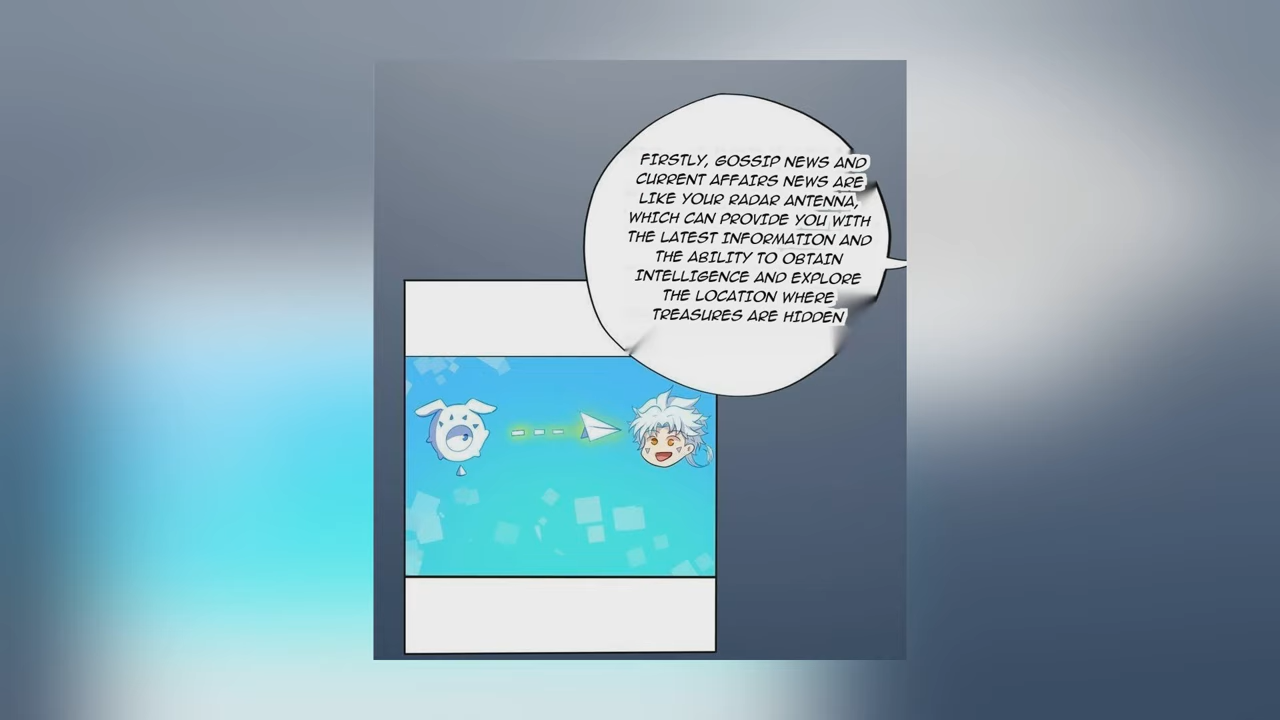 FIRSTLY, GOSSIP NEWS AND
CURRENT AFFAIRS NEWS ARE
LIKE YOUR RADAR ANTENNA,
WHICH CAN PROVIDE YOU WITH
THE LATEST INFORMATION AND
THE ABILITY TO OBTAIN
INTELLIGENCE AND EXPLORE
THE LOCATION WHERE
TREASURES ARE HIDDEN